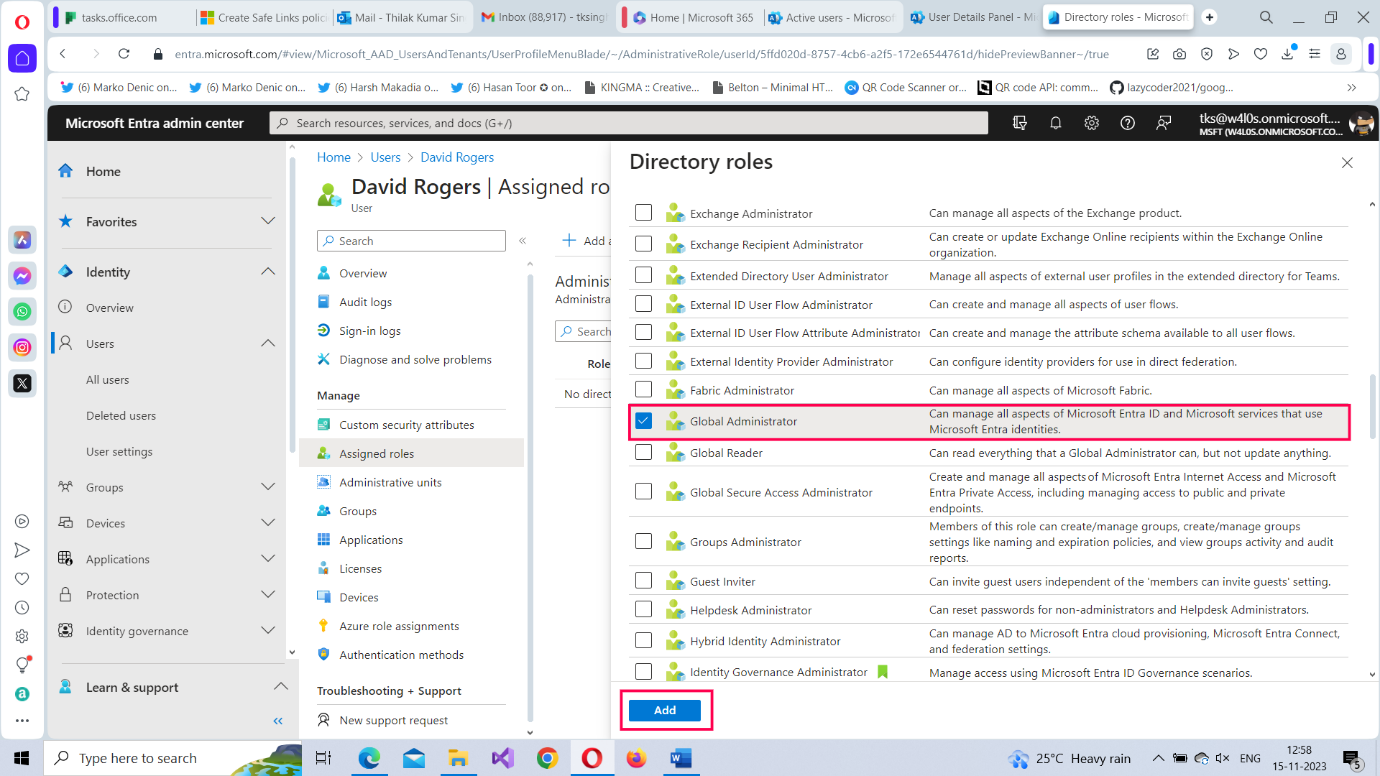 tasks.office.com
Create Safe Links polic
Mail - Thilak Kumar Sin
Inbox (88,917) - tksing
Home | Microsoft 365
Active users - Microsof
User Details Panel - Mi
Directory roles - Microsoft
entra.microsoft.com/#view/Microsoft_AAD_UsersAndTenants/UserProfileMenuBlade/~/AdministrativeRole/userId/5ffd020d-8757-4cb6-a2f5-172e6544761d/hidePreviewBanner~/true
(6) Marko Denic on...
(6) Marko Denic on...
(6) Harsh Makadia o...
(6) Hasan Toor ✪ on...
KINGMA :: Creative...
Belton – Minimal HT...
QR Code Scanner or...
QR code API: comm...
lazycoder2021/goog...
Microsoft Entra admin center
Search resources, services, and docs (G+/)
tks@w4l0s.onmicrosoft....
MSFT (W4L0S.ONMICROSOFT.CO...
Home
Favorites
Identity
Overview
Users
All users
Deleted users
User settings
Groups
Devices
Applications
Protection
Identity governance
Learn & support
Home > Users > David Rogers
David Rogers | Assigned ro
User
Search
Overview
Audit logs
Sign-in logs
Diagnose and solve problems
Manage
Custom security attributes
Assigned roles
Administrative units
Groups
Applications
Licenses
Devices
Azure role assignments
Authentication methods
Troubleshooting + Support
New support request
Add a
Adminis
Administra
Search
Role
No direct
Directory roles
Exchange Administrator Can manage all aspects of the Exchange product.
Exchange Recipient Administrator Can create or update Exchange Online recipients within the Exchange Online
organization.
Extended Directory User Administrator Manage all aspects of external user profiles in the extended directory for Teams.
External ID User Flow Administrator Can create and manage all aspects of user flows.
External ID User Flow Attribute Administrator Can create and manage the attribute schema available to all user flows.
External Identity Provider Administrator Can configure identity providers for use in direct federation.
Fabric Administrator Can manage all aspects of Microsoft Fabric.
Global Administrator Can manage all aspects of Microsoft Entra ID and Microsoft services that use
Microsoft Entra identities.
Global Reader Can read everything that a Global Administrator can, but not update anything.
Global Secure Access Administrator Create and manage all aspects of Microsoft Entra Internet Access and Microsoft
Entra Private Access, including managing access to public and private
endpoints.
Groups Administrator Members of this role can create/manage groups, create/manage groups
settings like naming and expiration policies, and view groups activity and audit
reports.
Guest Inviter Can invite guest users independent of the 'members can invite guests' setting.
Helpdesk Administrator Can reset passwords for non-administrators and Helpdesk Administrators.
Hybrid Identity Administrator Can manage AD to Microsoft Entra cloud provisioning, Microsoft Entra Connect,
and federation settings.
Identity Governance Administrator Manage access using Microsoft Entra ID Governance scenarios.
Add
Type here to search
25°C Heavy rain
ENG
12:58
15-11-2023
5